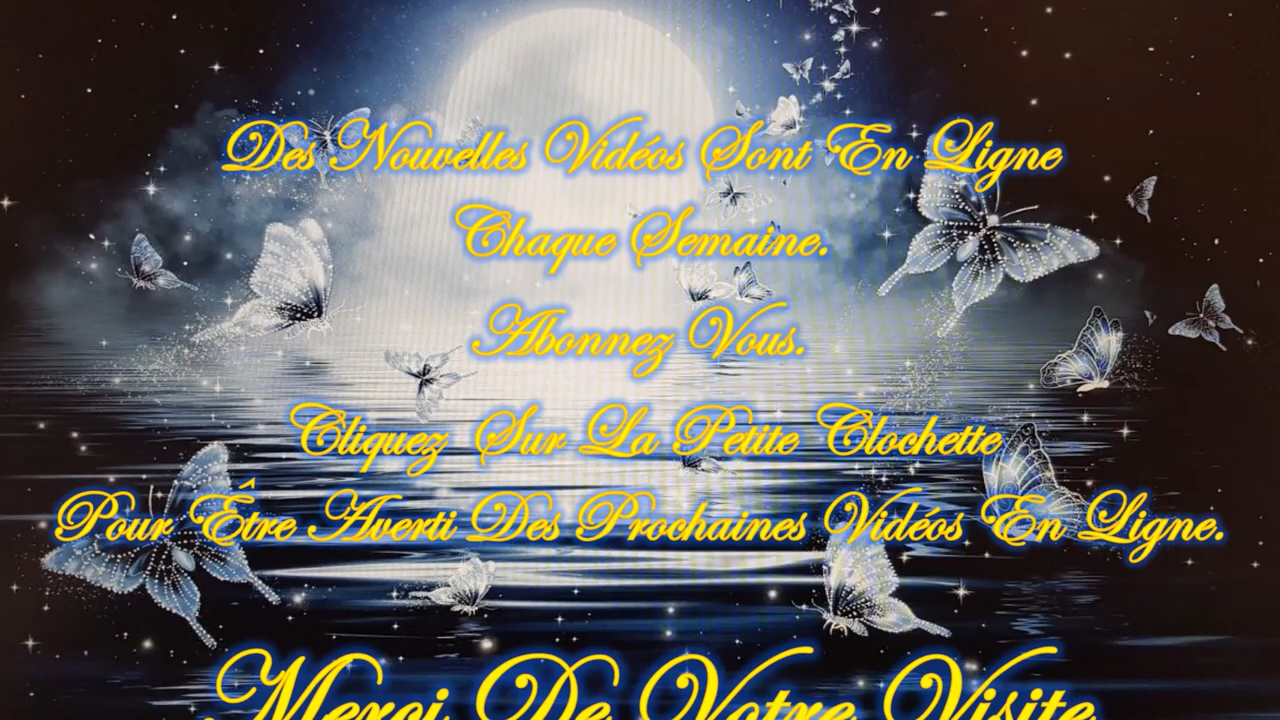 Des Nouvelles Vidéos Sont En Ligne
Chaque Semaine.
Abonnez Vous.
Cliquez Sur La Petite Clochette
Pour Être Averti Des Prochaines Vidéos En Ligne.
Merci De Votre Visite